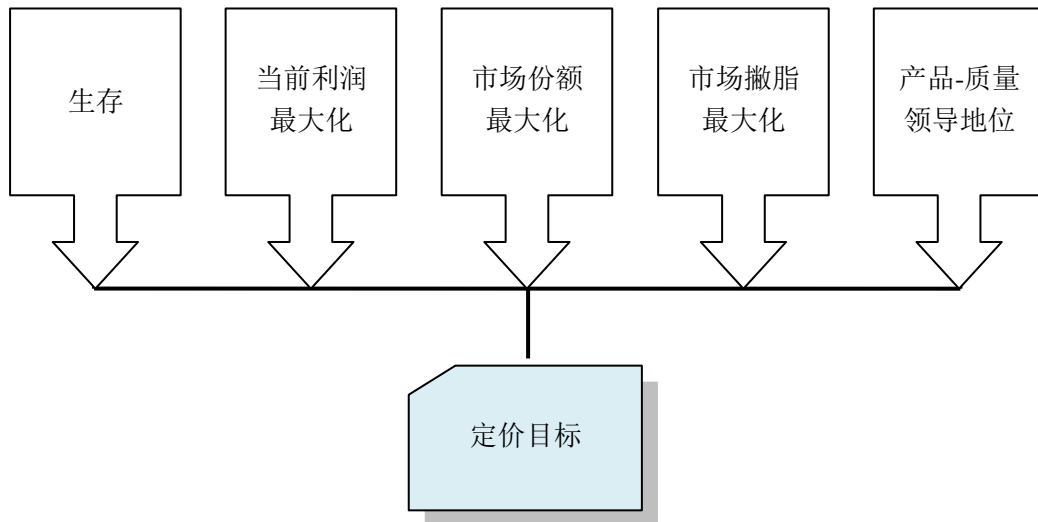 生存
当前利润
最大化
市场份额
最大化
市场撇脂
最大化
产品-质量
领导地位
定价目标